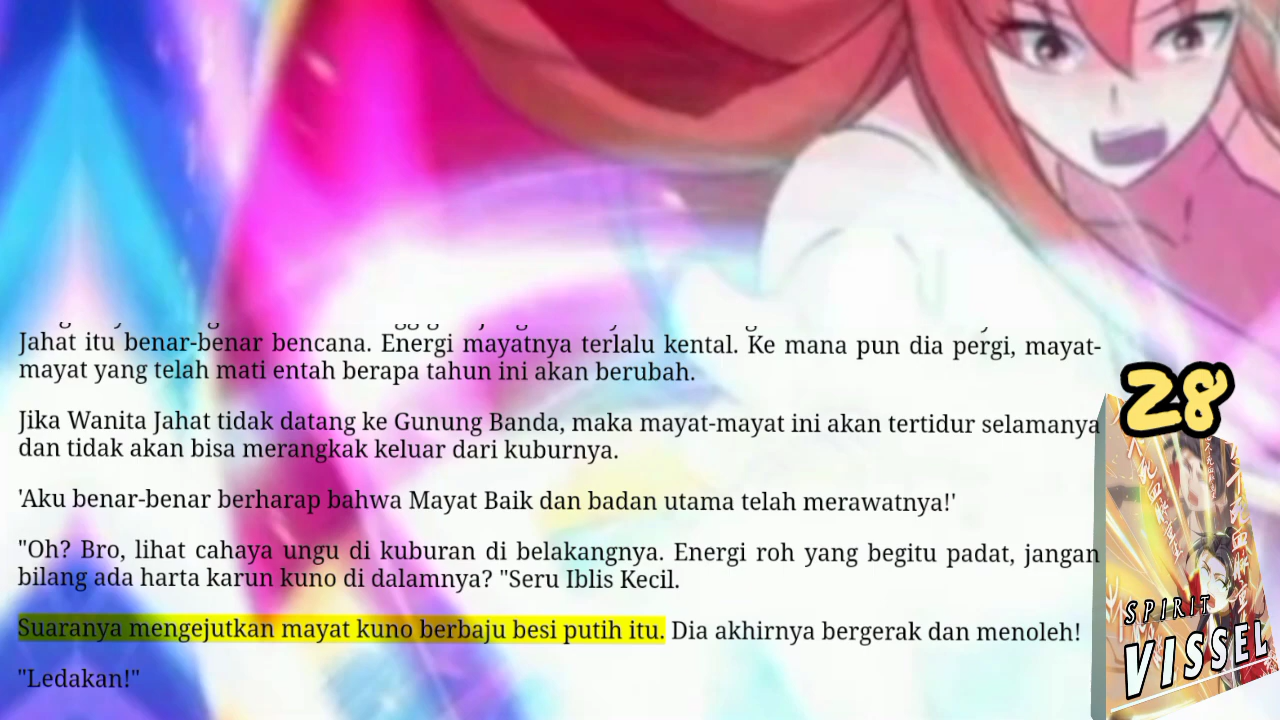 Jahat itu benar-benar bencana. Energi mayatnya terlalu kental. Ke mana pun dia pergi, mayat-
mayat yang telah mati entah berapa tahun ini akan berubah.
Jika Wanita Jahat tidak datang ke Gunung Banda, maka mayat-mayat ini akan tertidur selamanya
dan tidak akan bisa merangkak keluar dari kuburnya.
'Aku benar-benar berharap bahwa Mayat Baik dan badan utama telah merawatnya!'
"Oh? Bro, lihat cahaya ungu di kuburan di belakangnya. Energi roh yang begitu padat, jangan
bilang ada harta karun kuno di dalamnya? "Seru Iblis Kecil.
Suaranya mengejutkan mayat kuno berbaju besi putih itu. Dia akhirnya bergerak dan menoleh!
"Ledakan!"
28
SPIRIT
VISSEL